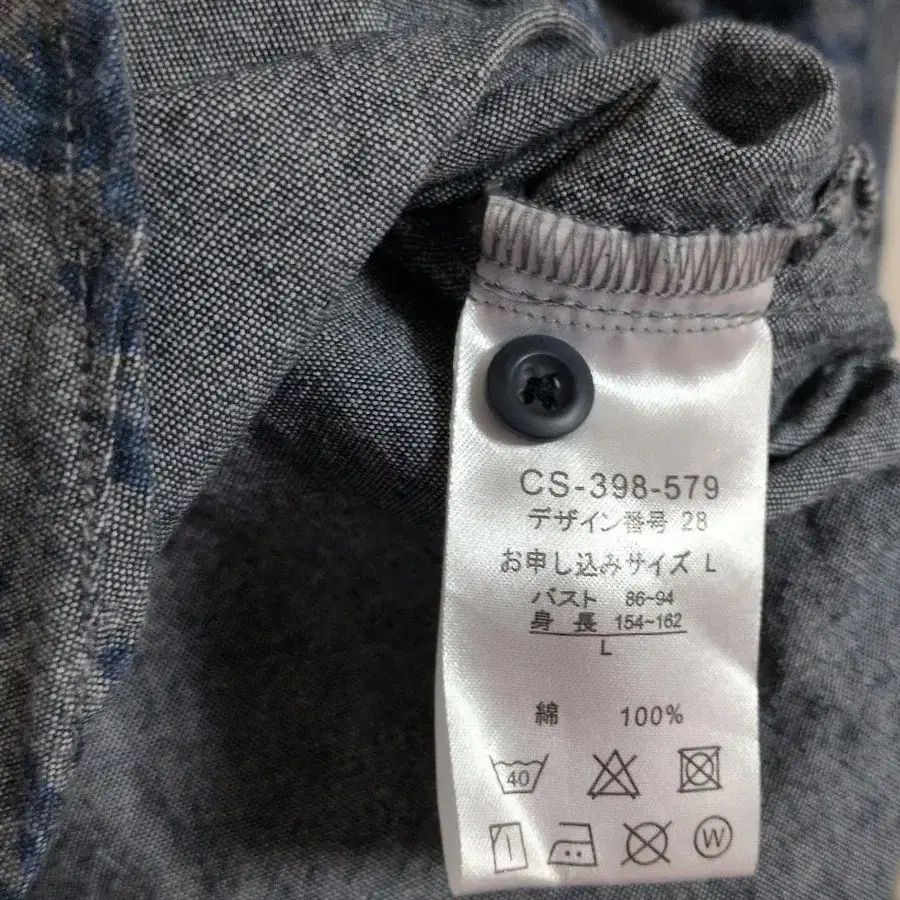 CS-398-579
デザイン番号 28
お申し込みサイズ L
バスト 86~94
身長 154~162
L
綿 100%
40
W